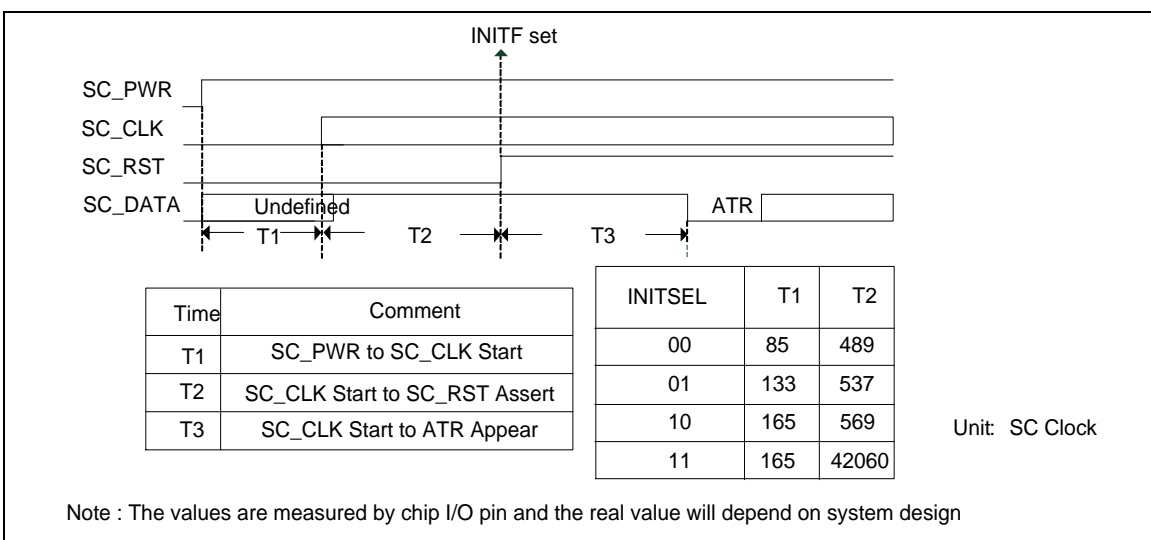 INITF set
SC_PWR
SC_CLK
SC_RST
SC_DATA Undefined ATR
T1 T2 T3
Time Comment
T1 SC_PWR to SC_CLK Start
T2 SC_CLK Start to SC_RST Assert
T3 SC_CLK Start to ATR Appear
INITSEL T1 T2
00 85 489
01 133 537
10 165 569
11 165 42060
Unit: SC Clock
Note : The values are measured by chip I/O pin and the real value will depend on system design